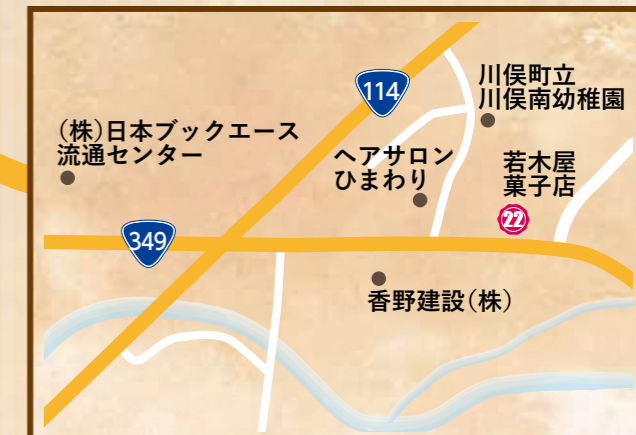 114
川俣町立
川俣南幼稚園
(株)日本ブックエース
流通センター
ヘアサロン
ひまわり
若木屋
菓子店
22
349
香野建設(株)